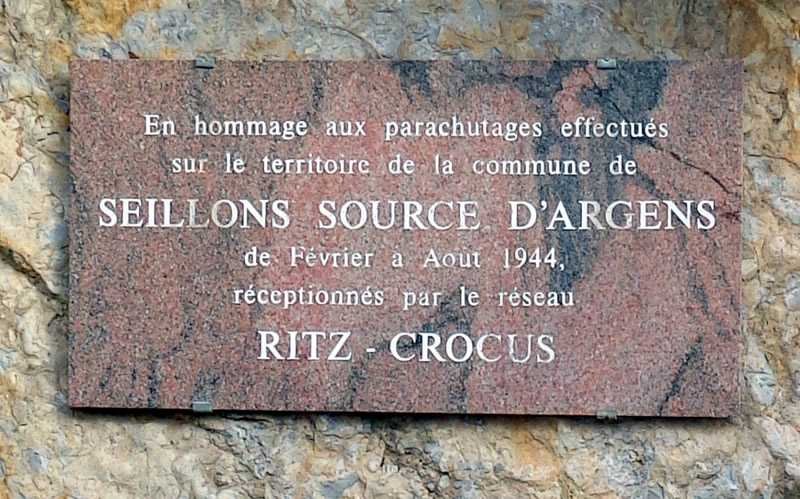 En hommage aux parachutages effectués
sur le territoire de la commune de
SEILLONS SOURCE D'ARGENS
de Février a Aout 1944,
réceptionnés par le réseau
RITZ - CROCUS